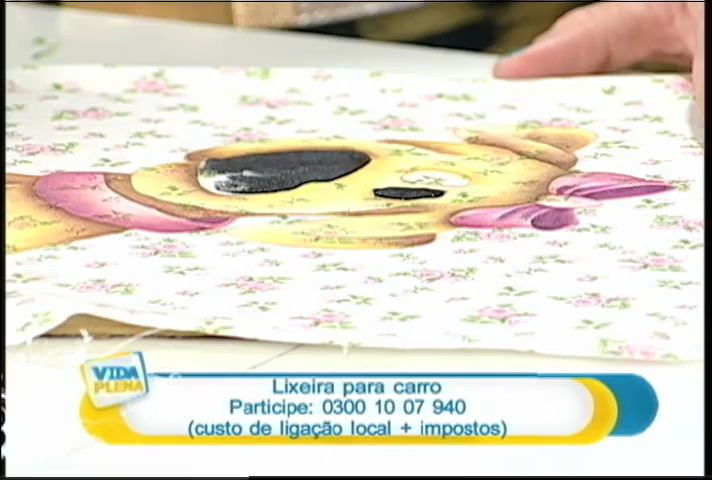 VIDA
PLENA
Lixeira para carro
Participe: 0300 10 07 940
(custo de ligação local + impostos)